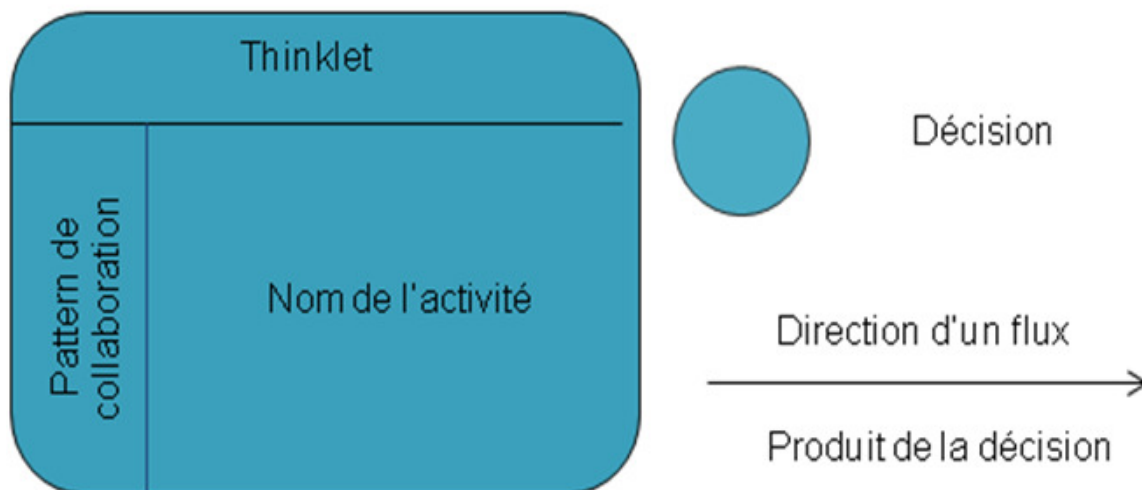 Thinklet
Pattern de
collaboration
Nom de l'activité
Décision
Direction d'un flux
Produit de la décision